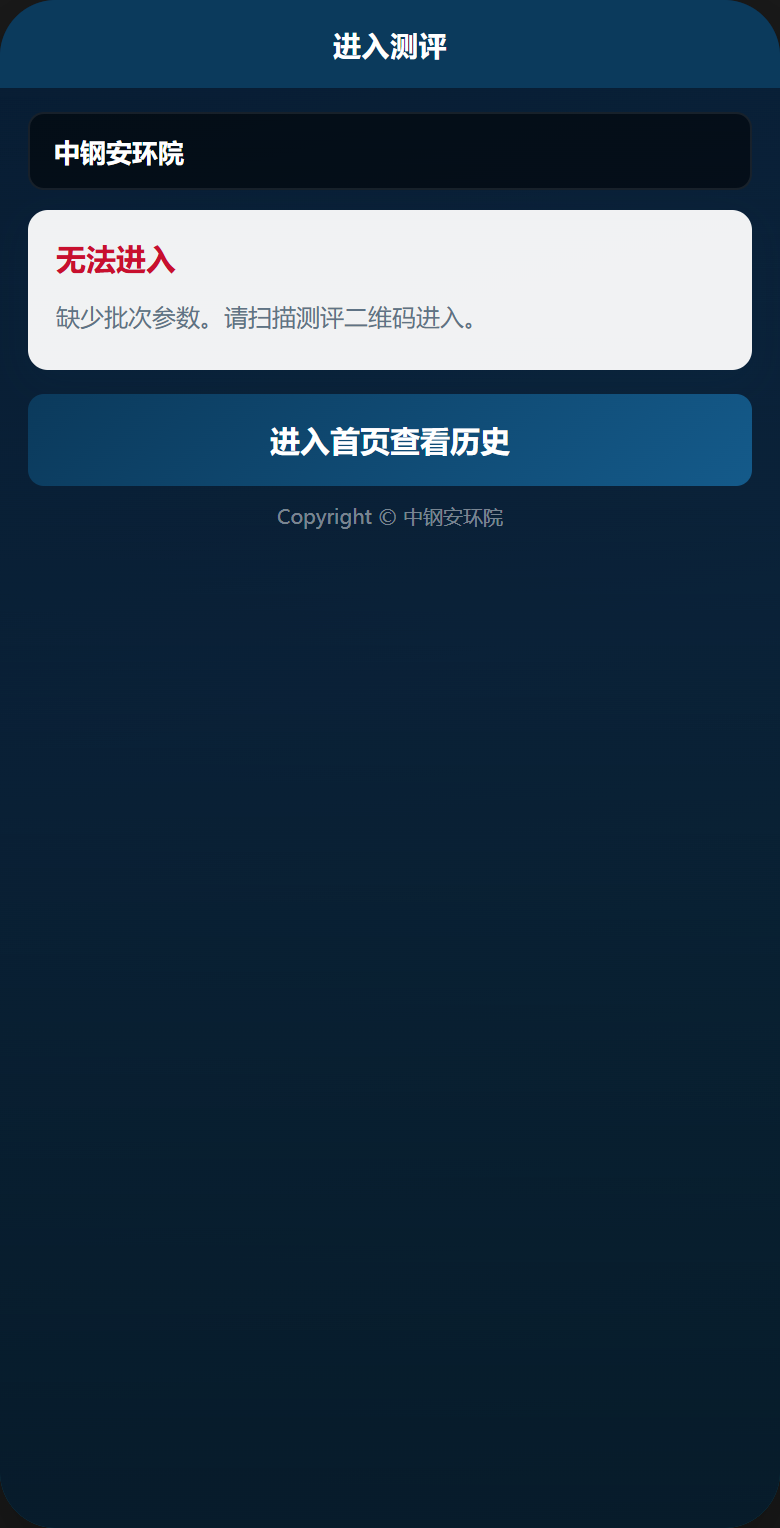 进入测评
中钢安环院
无法进入
缺少批次参数。请扫描测评二维码进入。
进入首页查看历史
Copyright © 中钢安环院